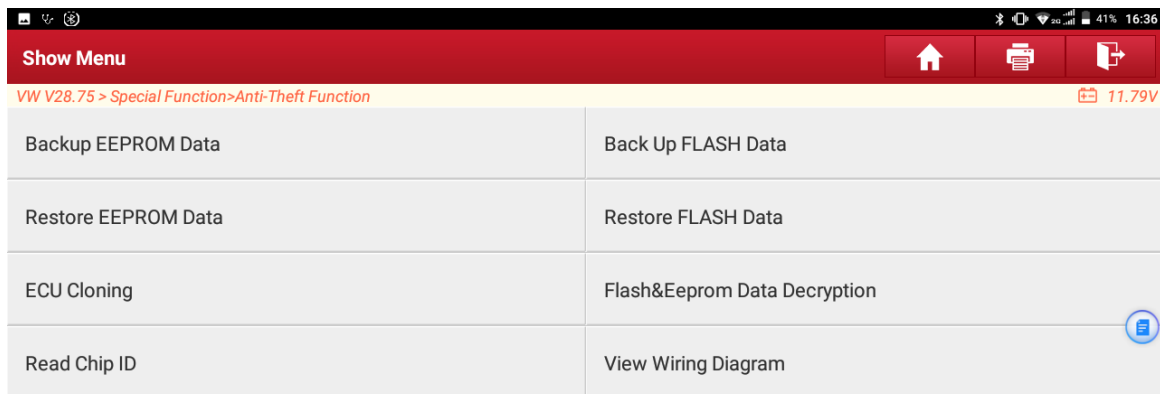 2G 41% 16:36
Show Menu
VW V28.75 > Special Function>Anti-Theft Function 11.79V
Backup EEPROM Data Back Up FLASH Data
Restore EEPROM Data Restore FLASH Data
ECU Cloning Flash&Eeprom Data Decryption
Read Chip ID View Wiring Diagram